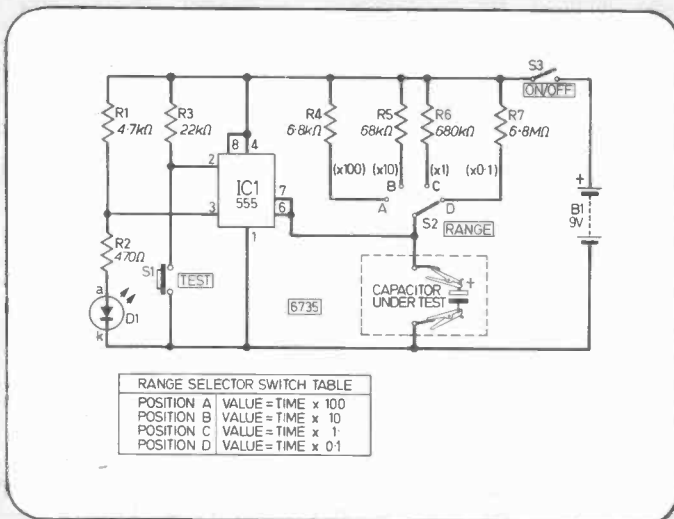 S3
ON/OFF
R1
4.7kΩ
R3
22kΩ
R4
6.8kΩ
R5
68kΩ
R6
680kΩ
R7
6.8MΩ
8
4
2
7
IC1
555
3
6
1
(x100)
(x10)
(x1)
(x0.1)
B
C
A
D
S2
RANGE
+
B1
9V
R2
470Ω
S1
TEST
a
D1
k
6735
CAPACITOR
UNDER TEST
+
RANGE SELECTOR SWITCH TABLE
POSITION A VALUE=TIME x 100
POSITION B VALUE=TIME x 10
POSITION C VALUE=TIME x 1
POSITION D VALUE=TIME x 0.1